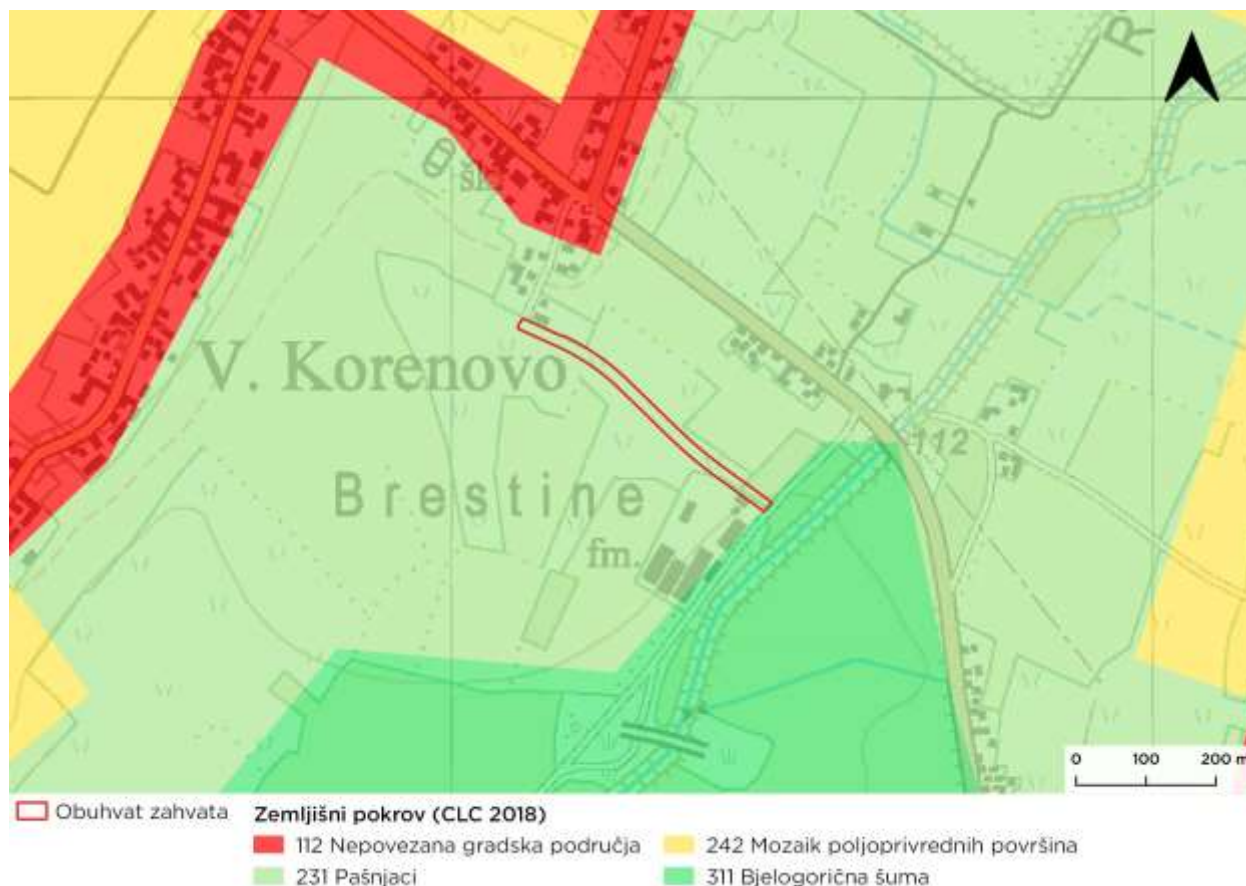 R
šk.
V. Korenovo
112
Brestine
fm.
0 100 200 m
Obuhvat zahvata
Zemljišni pokrov (CLC 2018)
112 Nepovezana gradska područja
242 Mozaik poljoprivrednih površina
231 Pašnjaci
311 Bjelogorična šuma